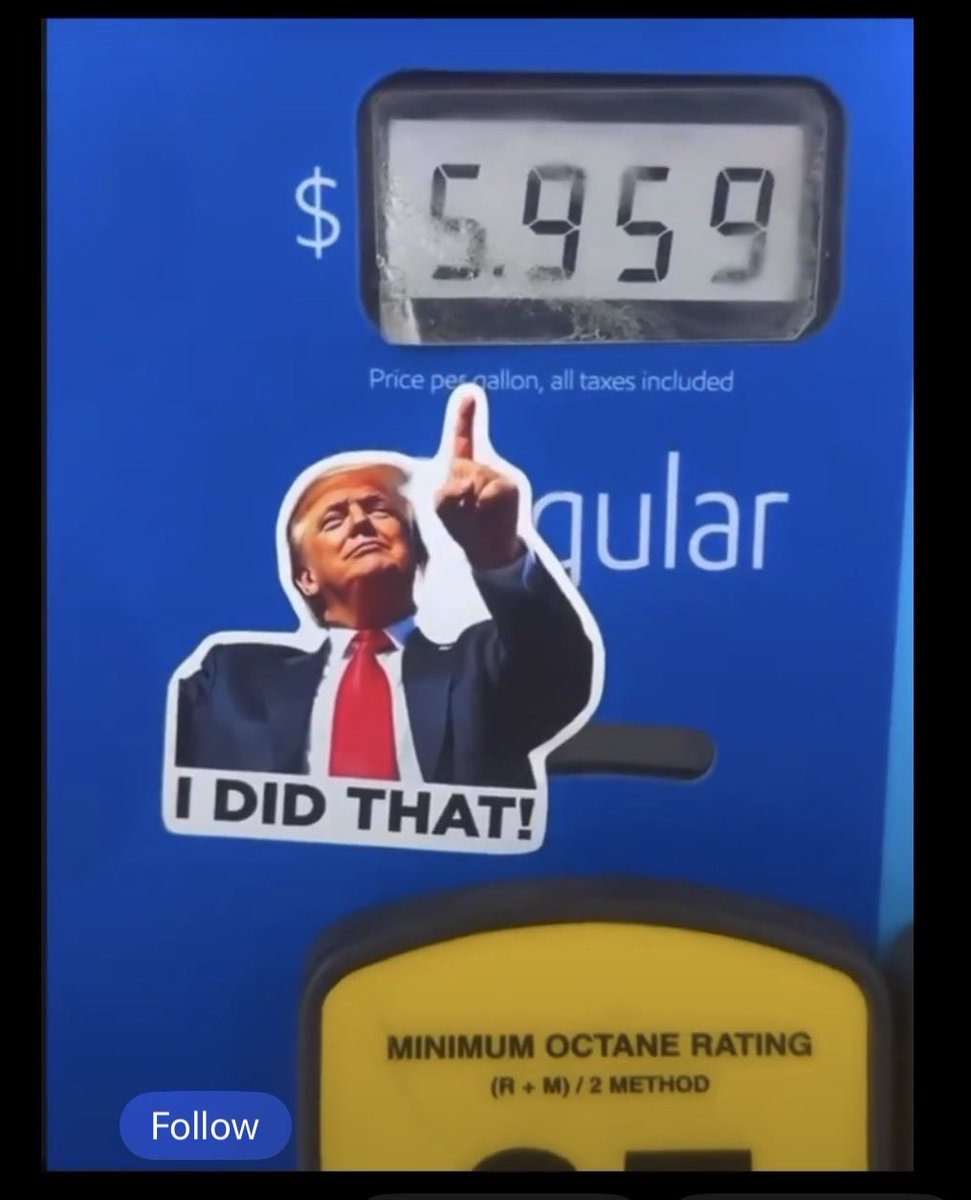 $ 5.959
Price per gallon, all taxes included
gular
I DID THAT!
MINIMUM OCTANE RATING
(R + M) / 2 METHOD
Follow